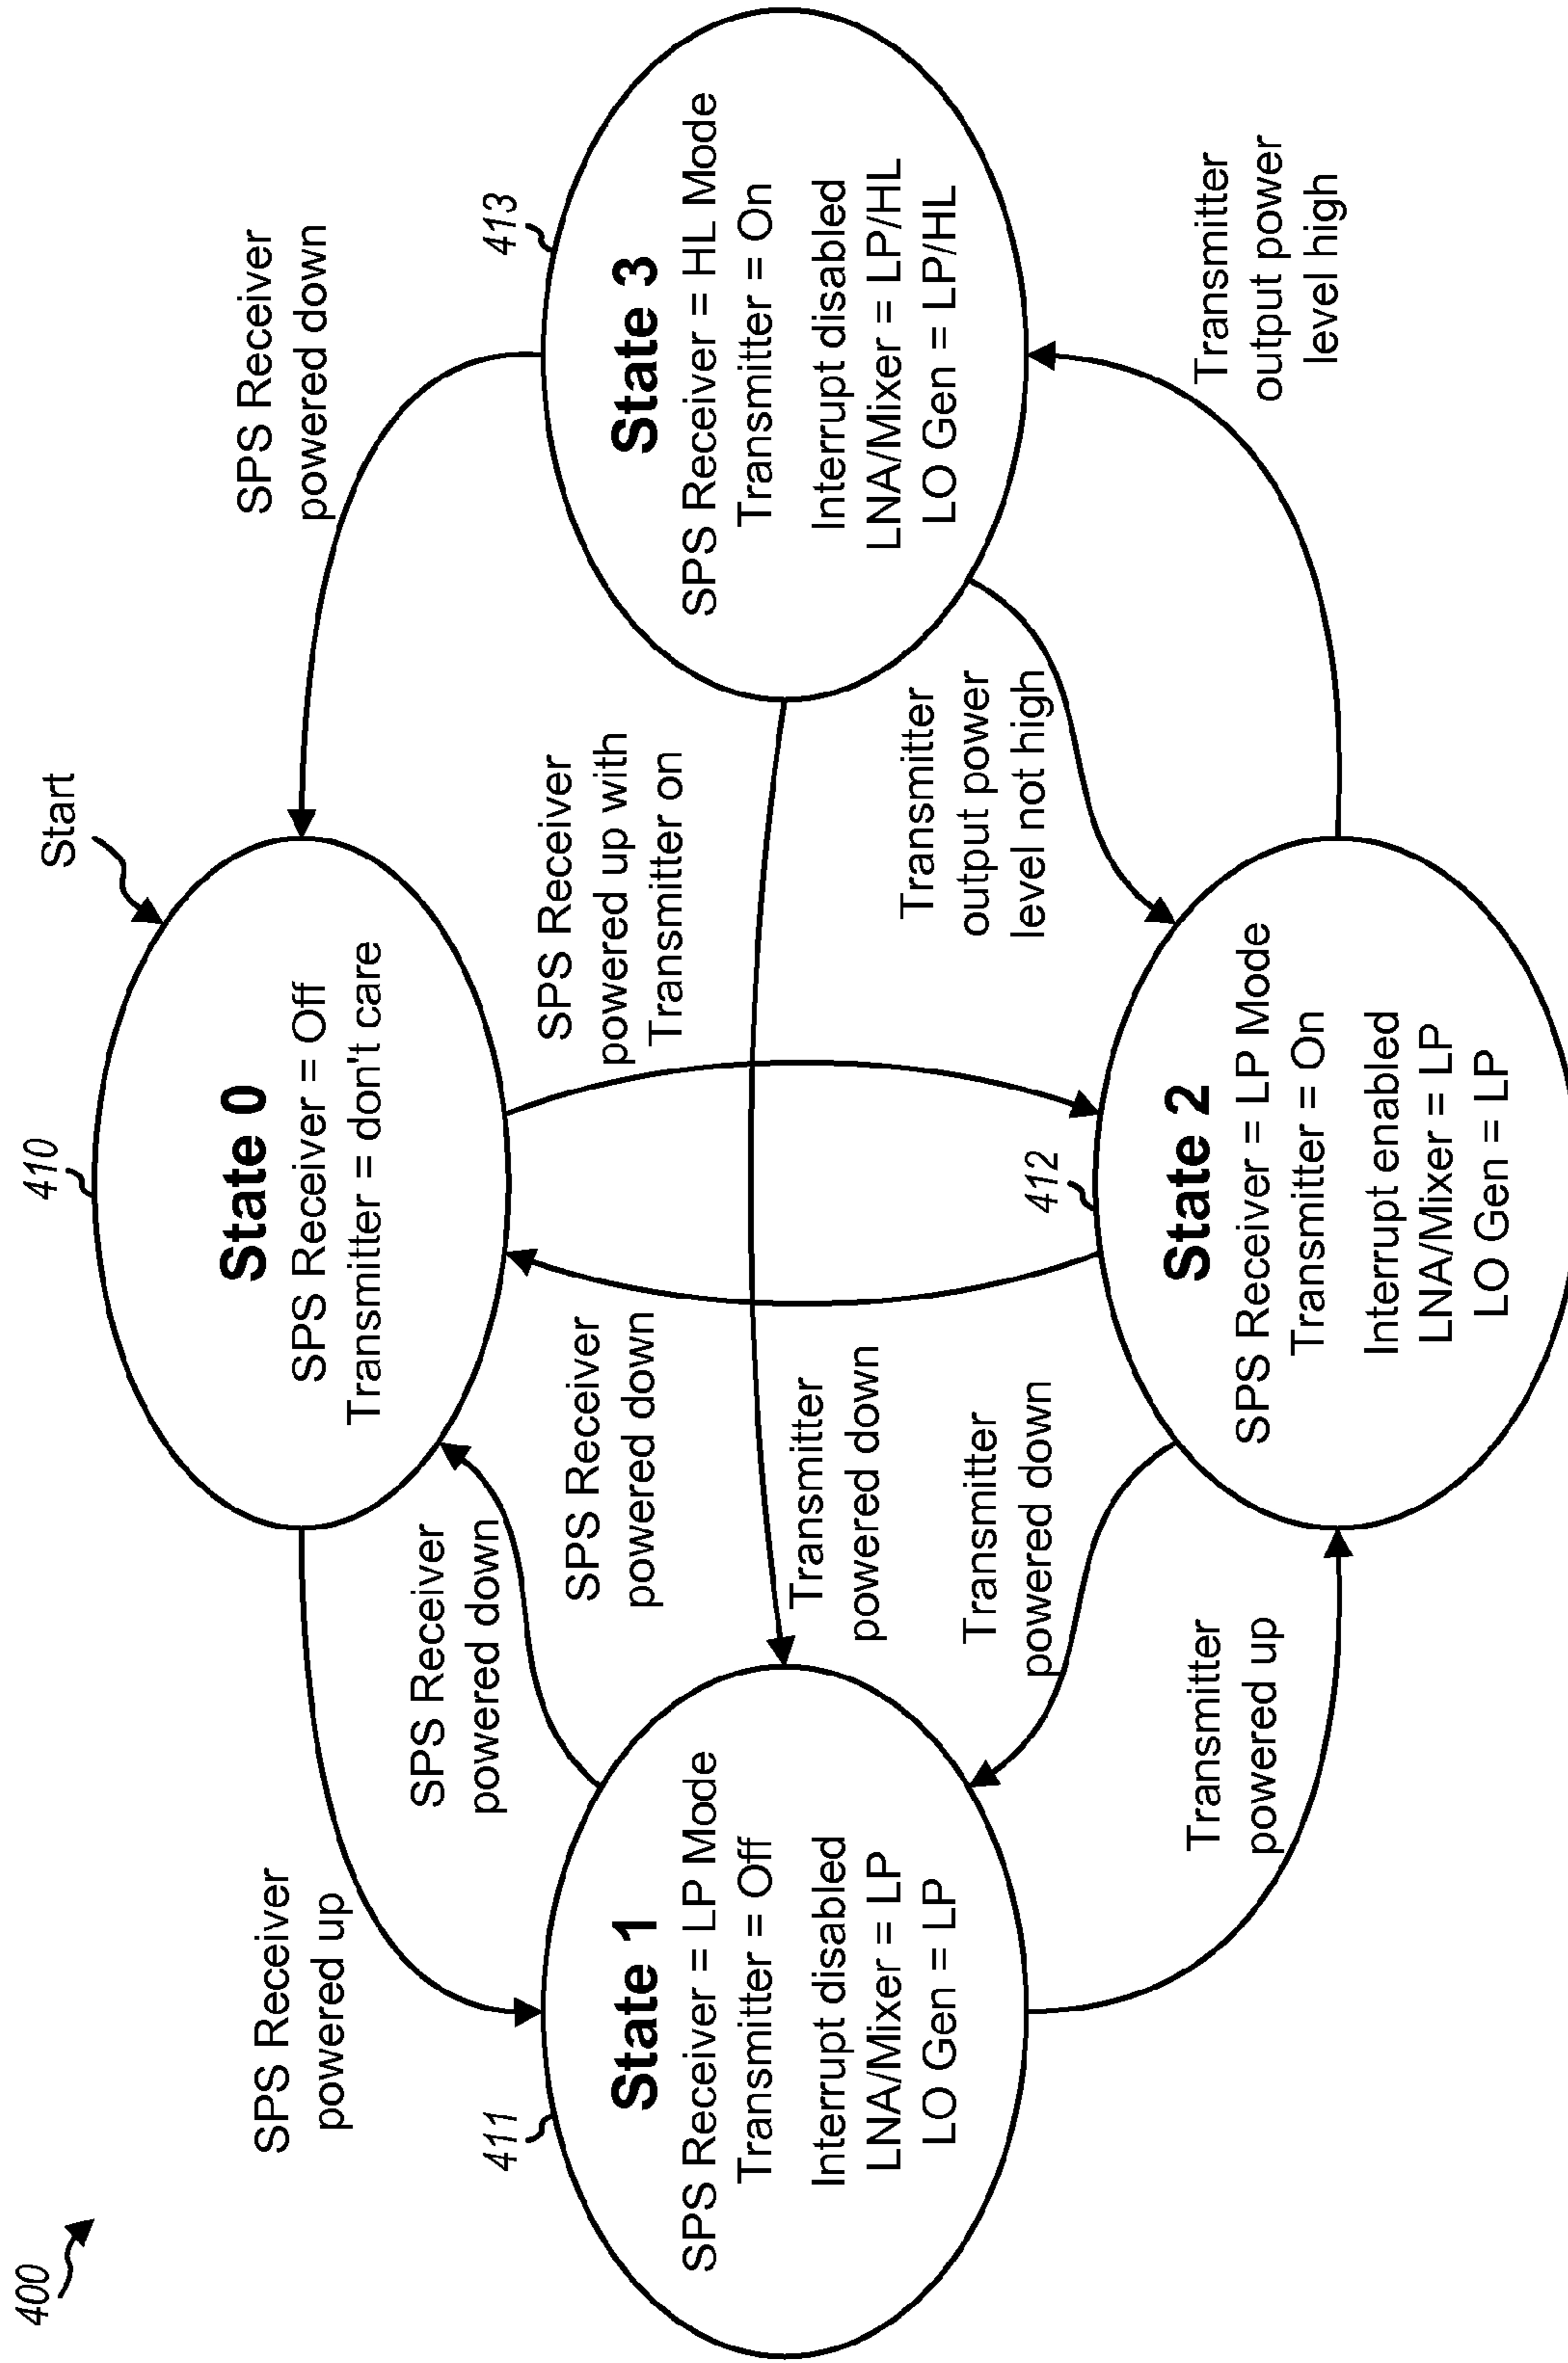 400
Start
410
State 0
SPS Receiver = Off
Transmitter = don't care
SPS Receiver
powered up
SPS Receiver
powered down
SPS Receiver
powered down
SPS Receiver
powered down
SPS Receiver
powered up with
Transmitter on
411
State 1
SPS Receiver = LP Mode
Transmitter = Off
Interrupt disabled
LNA/Mixer = LP
LO Gen = LP
413
State 3
SPS Receiver = HL Mode
Transmitter = On
Interrupt disabled
LNA/Mixer = LP/HL
LO Gen = LP/HL
Transmitter
powered down
Transmitter
powered down
Transmitter
output power
level not high
Transmitter
powered up
412
State 2
SPS Receiver = LP Mode
Transmitter = On
Interrupt enabled
LNA/Mixer = LP
LO Gen = LP
Transmitter
output power
level high